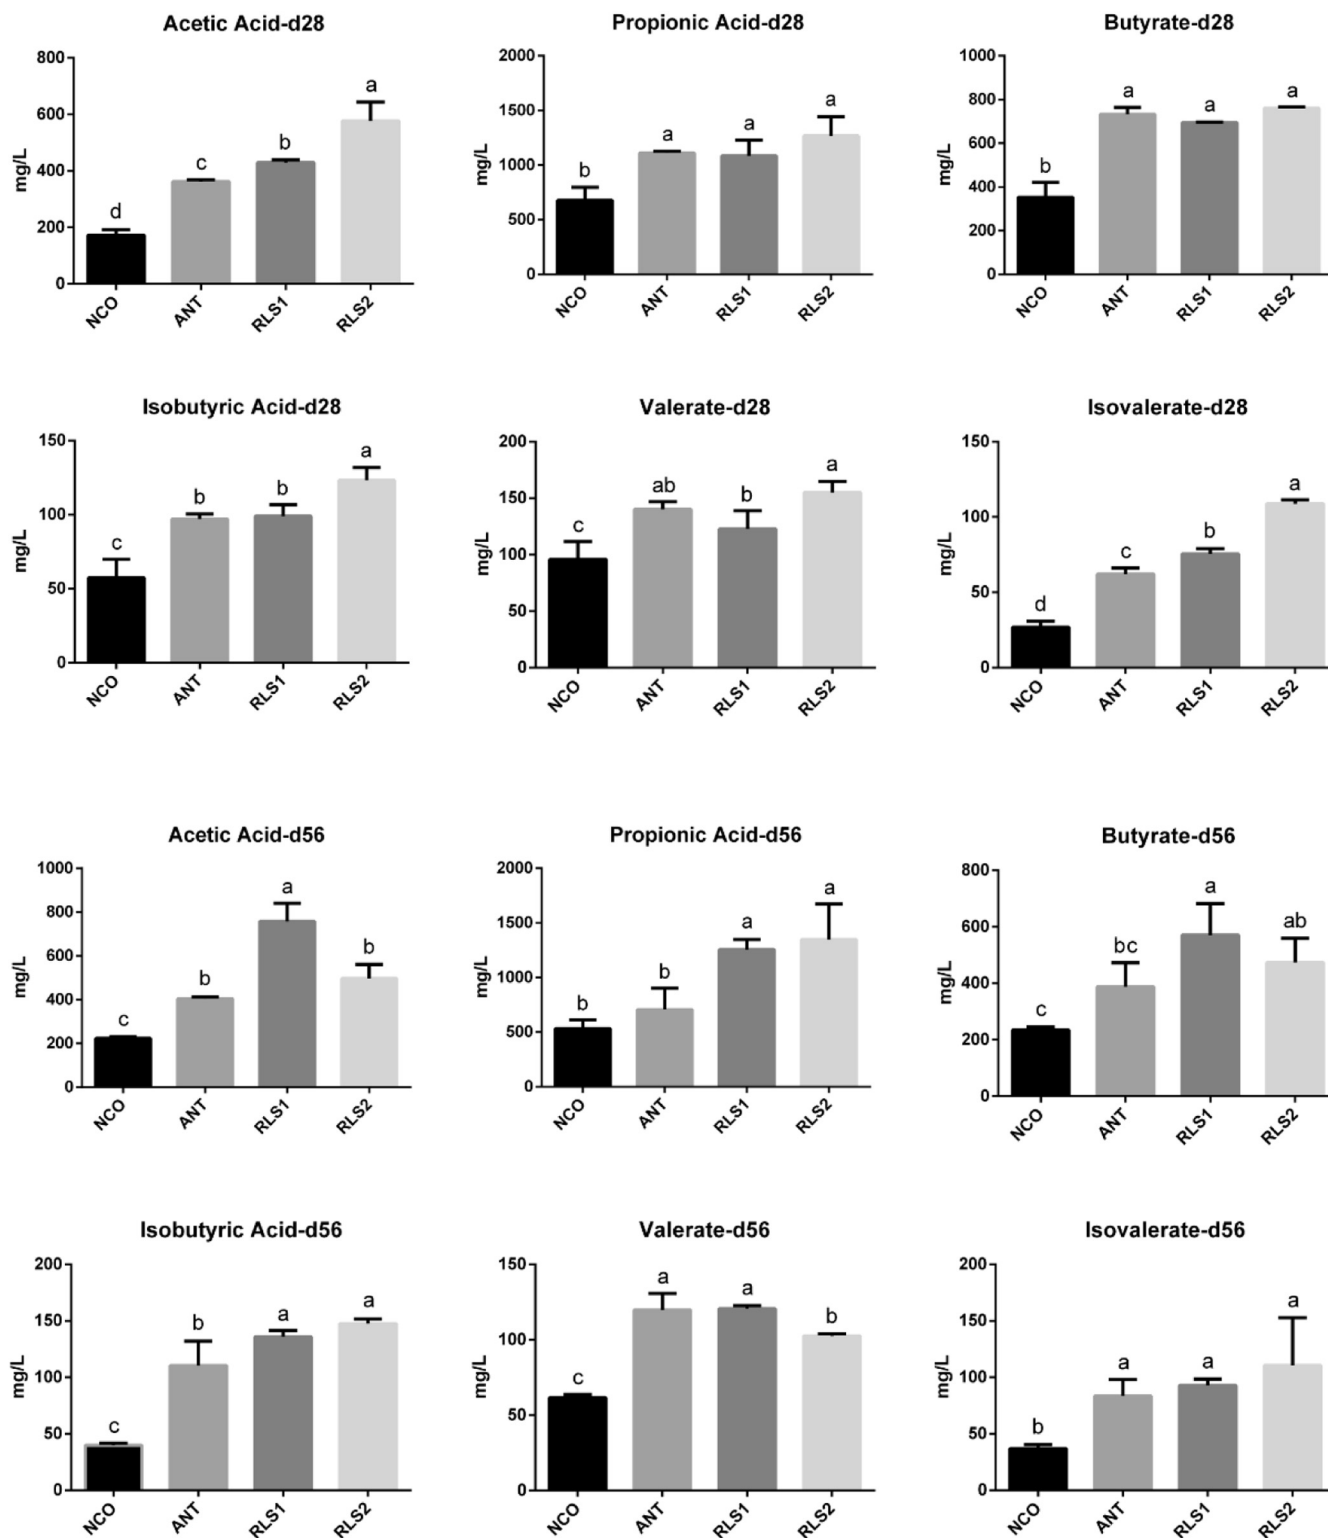 Acetic Acid-d28
mg/L
800
600
400
200
0
d
c
b
a
NCO
ANT
RLS1
RLS2
Propionic Acid-d28
mg/L
2000
1500
1000
500
0
b
a
a
a
NCO
ANT
RLS1
RLS2
Butyrate-d28
mg/L
1000
800
600
400
200
0
b
a
a
a
NCO
ANT
RLS1
RLS2
Isobutyric Acid-d28
mg/L
150
100
50
0
c
b
b
a
NCO
ANT
RLS1
RLS2
Valerate-d28
mg/L
200
150
100
50
0
c
ab
b
a
NCO
ANT
RLS1
RLS2
Isovalerate-d28
mg/L
150
100
50
0
d
c
b
a
NCO
ANT
RLS1
RLS2
Acetic Acid-d56
mg/L
1000
800
600
400
200
0
c
b
a
b
NCO
ANT
RLS1
RLS2
Propionic Acid-d56
mg/L
2000
1500
1000
500
0
b
b
a
a
NCO
ANT
RLS1
RLS2
Butyrate-d56
mg/L
800
600
400
200
0
c
bc
a
ab
NCO
ANT
RLS1
RLS2
Isobutyric Acid-d56
mg/L
200
150
100
50
0
c
b
a
a
NCO
ANT
RLS1
RLS2
Valerate-d56
mg/L
150
100
50
0
c
a
a
b
NCO
ANT
RLS1
RLS2
Isovalerate-d56
mg/L
200
150
100
50
0
b
a
a
a
NCO
ANT
RLS1
RLS2